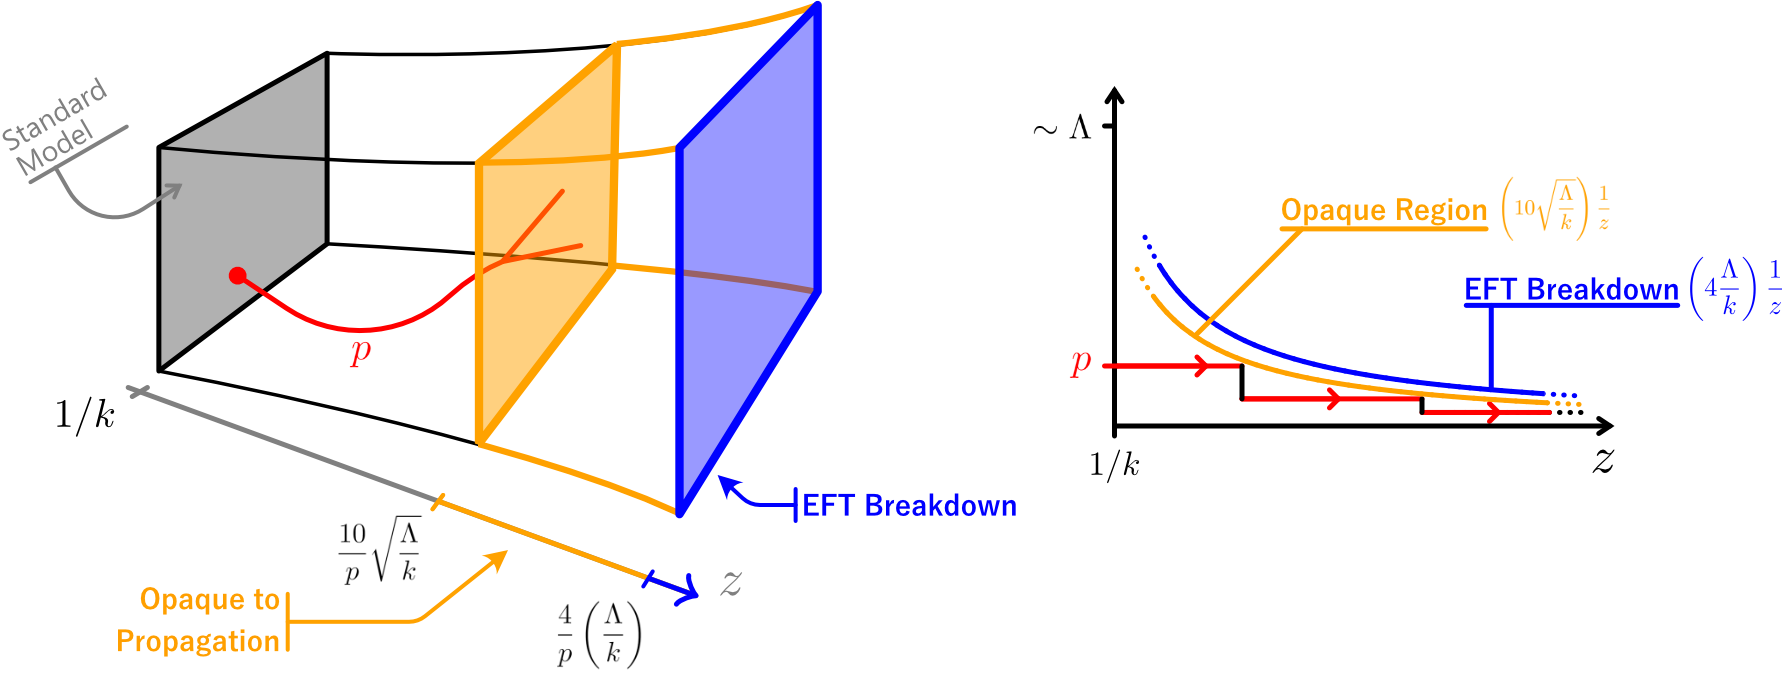 Standard
Model
p
1/k
10/p √(Λ/k)
Opaque to
Propagation
4/p (Λ/k)
z
EFT Breakdown
∼ Λ
Opaque Region (10√(Λ/k)) 1/z
EFT Breakdown (4 Λ/k) 1/z
p
1/k
z